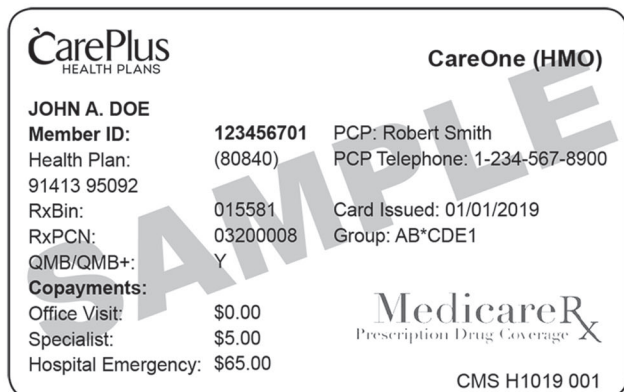 CarePlus
HEALTH PLANS
CareOne (HMO)
JOHN A. DOE
Member ID: 123456701 PCP: Robert Smith
Health Plan: (80840) PCP Telephone: 1-234-567-8900
91413 95092
RxBin: 015581 Card Issued: 01/01/2019
RxPCN: 03200008 Group: AB*CDE1
QMB/QMB+: Y
Copayments:
Office Visit: $0.00
Specialist: $5.00
Hospital Emergency: $65.00
MedicareRx
Prescription Drug Coverage
CMS H1019 001
SAMPLE